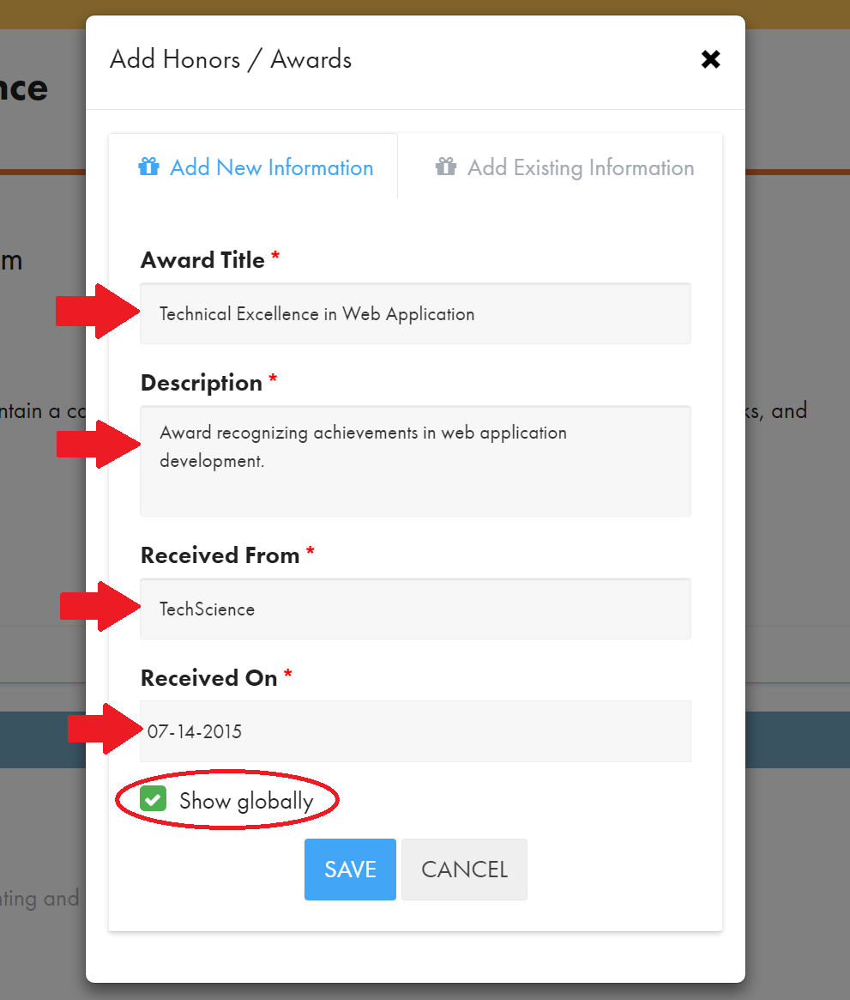 Add Honors / Awards
nce
Add New Information
Add Existing Information
m
Award Title *
Technical Excellence in Web Application
Description *
ntain a co
ks, and
Award recognizing achievements in web application
development.
Received From *
TechScience
Received On *
07-14-2015
Show globally
SAVE
CANCEL
nting and